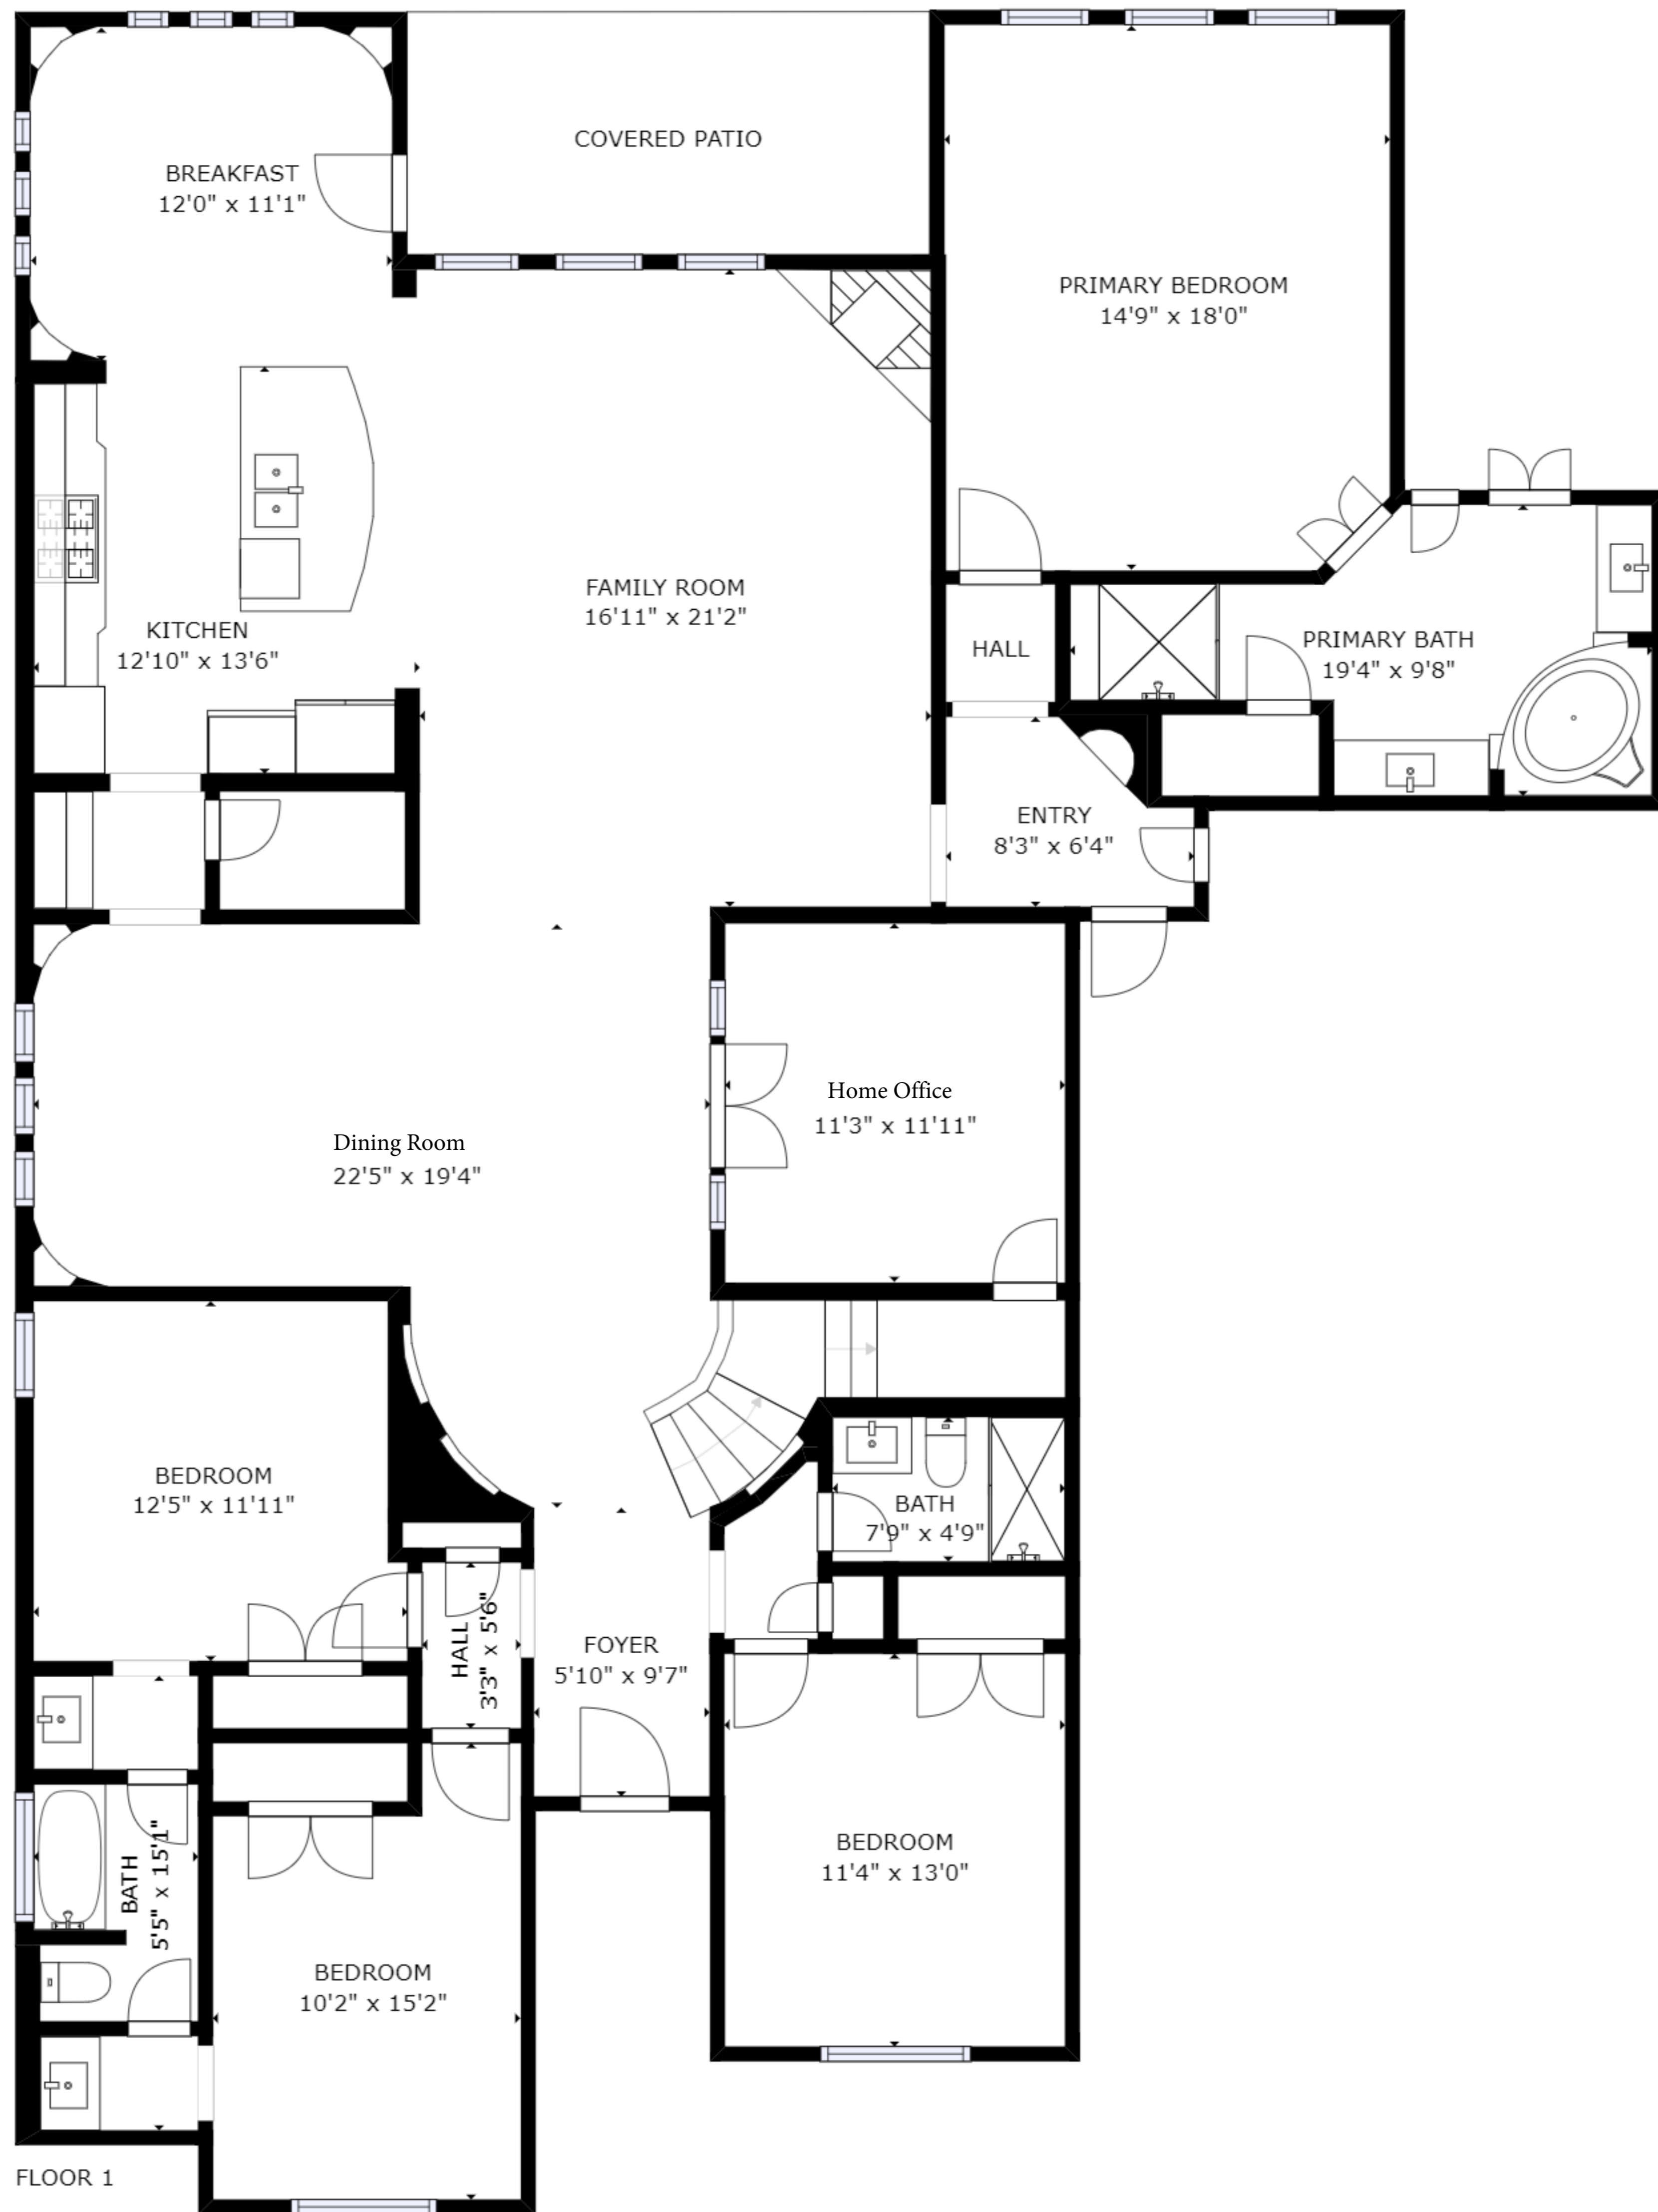 COVERED PATIO
BREAKFAST
12'0" x 11'1"
PRIMARY BEDROOM
14'9" x 18'0"
FAMILY ROOM
16'11" x 21'2"
KITCHEN
12'10" x 13'6"
HALL
PRIMARY BATH
19'4" x 9'8"
ENTRY
8'3" x 6'4"
Home Office
11'3" x 11'11"
Dining Room
22'5" x 19'4"
BEDROOM
12'5" x 11'11"
BATH
7'9" x 4'9"
HALL
3'3" x 5'6"
FOYER
5'10" x 9'7"
BEDROOM
11'4" x 13'0"
BATH
5'5" x 15'1"
BEDROOM
10'2" x 15'2"
FLOOR 1